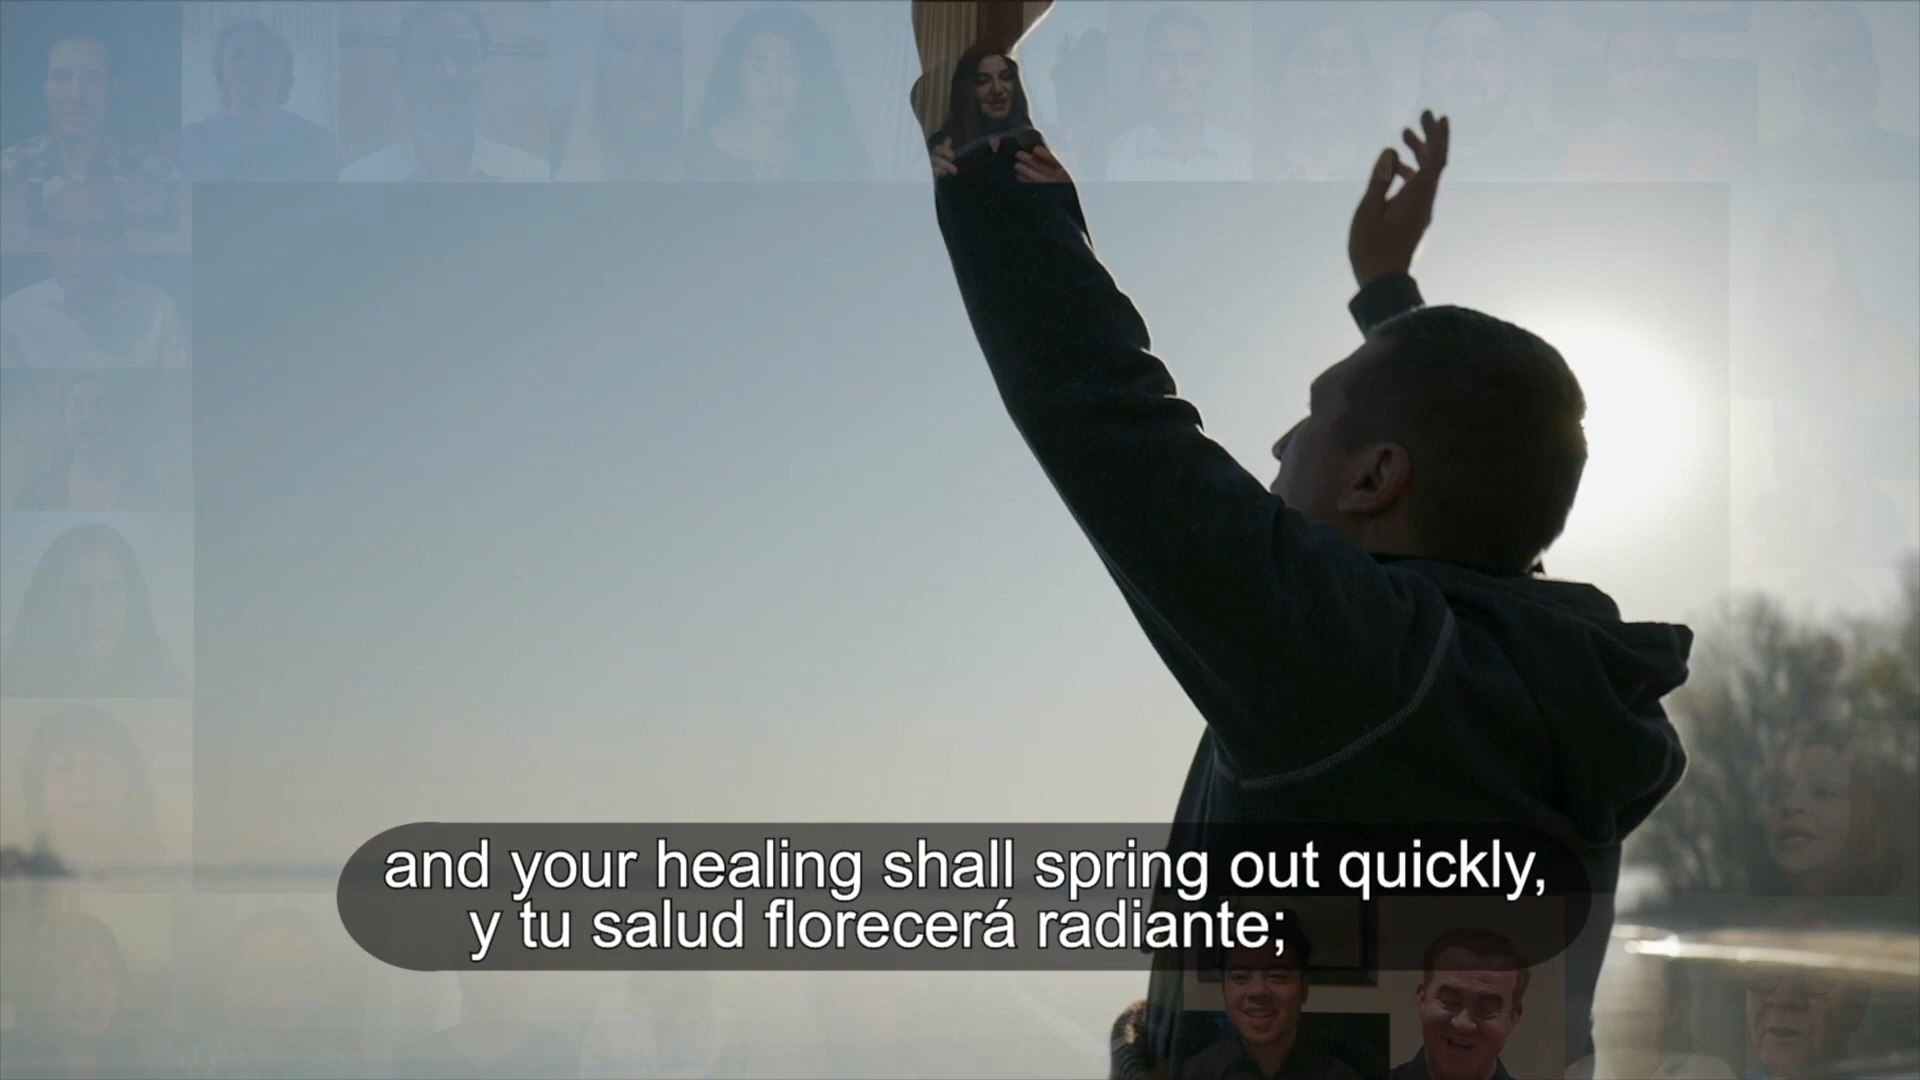 and your healing shall spring out quickly,
y tu salud florecerá radiante;